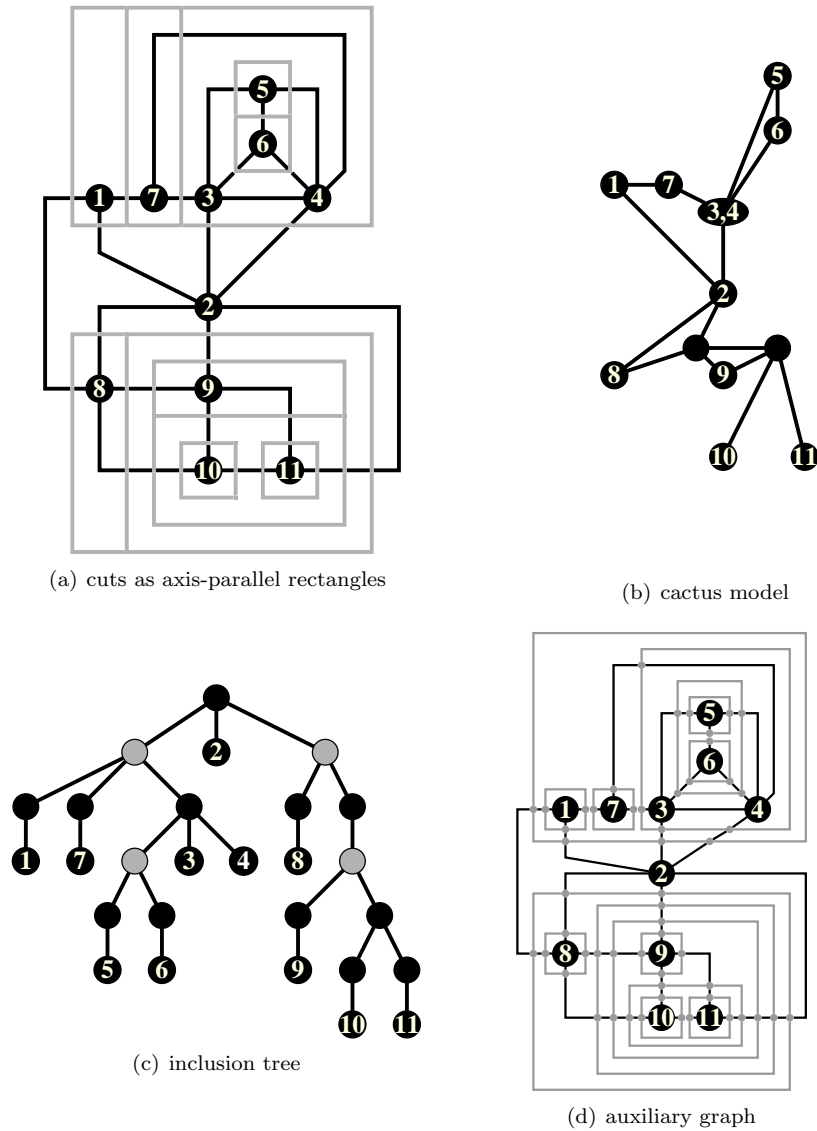 5
6
1 7 3 4
2
8 9
10 11
(a) cuts as axis-parallel rectangles
5
6
1 7
3,4
2
8 9
10 11
(b) cactus model
2
1 7 3 4 8
5 6 9
10 11
(c) inclusion tree
5
6
1 7 3 4
2
8 9
10 11
(d) auxiliary graph